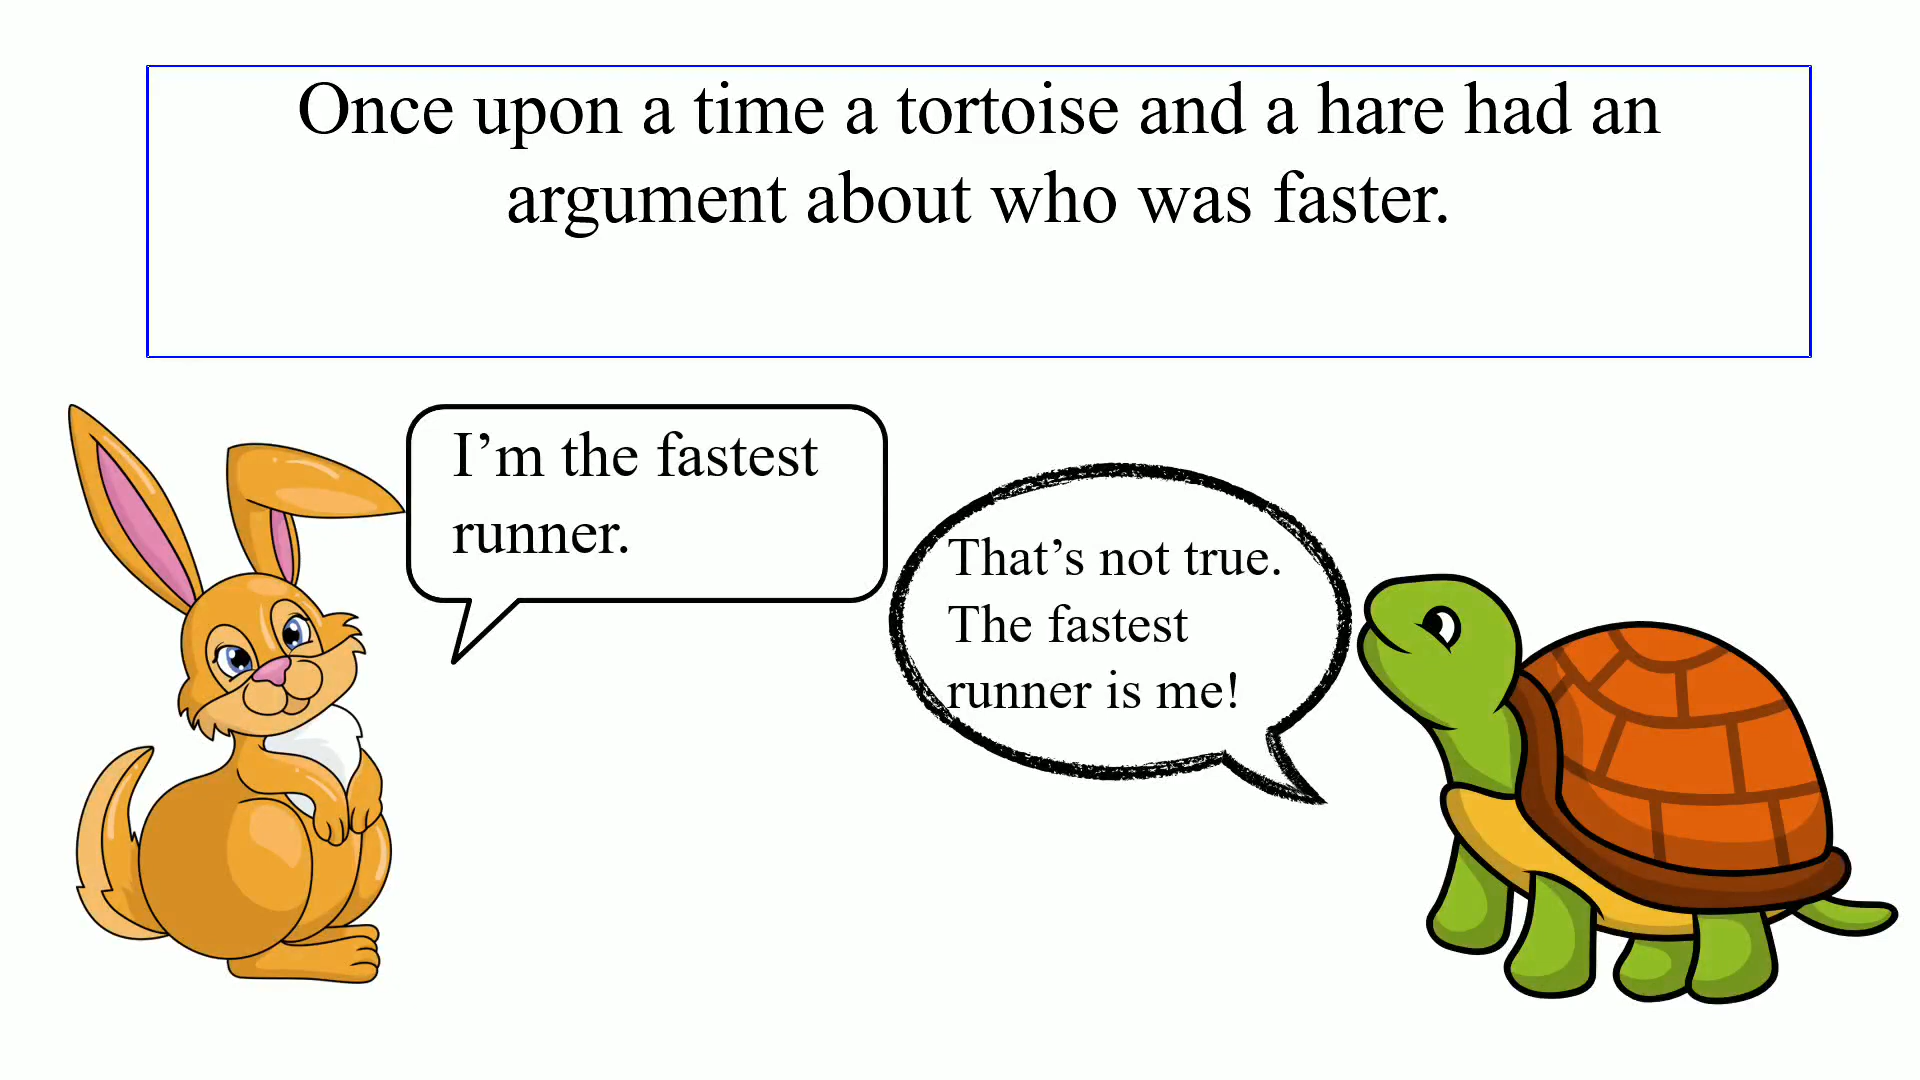 Once upon a time a tortoise and a hare had an
argument about who was faster.
I’m the fastest
runner.
That’s not true.
The fastest
runner is me!